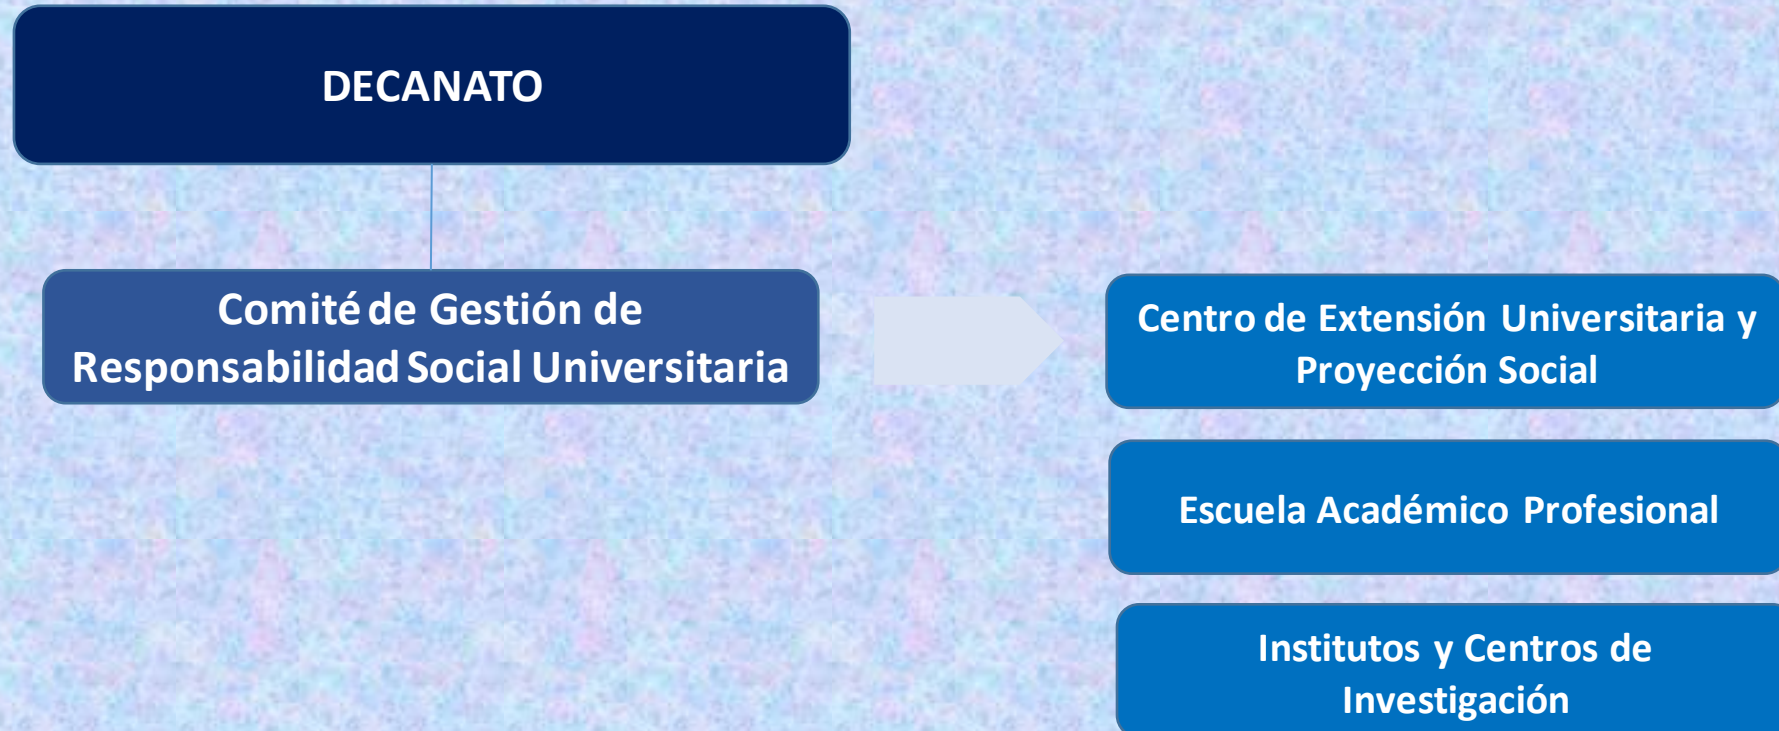 DECANATO
Comité de Gestión de
Responsabilidad Social Universitaria
Centro de Extensión Universitaria y
Proyección Social
Escuela Académico Profesional
Institutos y Centros de
Investigación